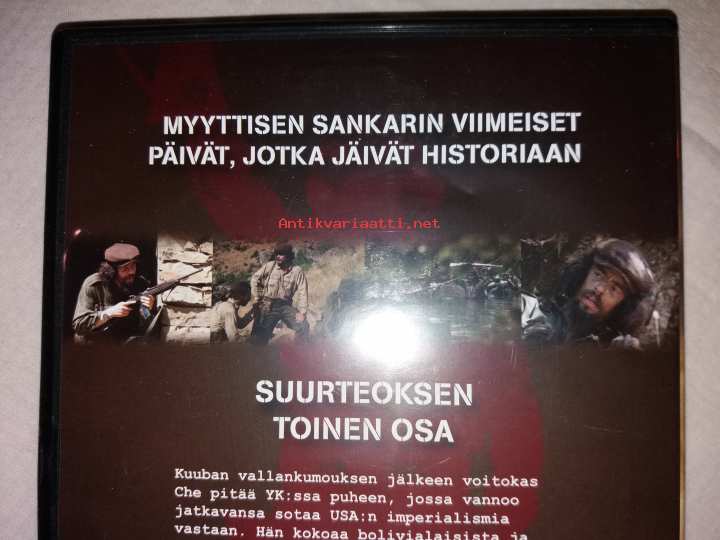 MYYTTISEN SANKARIN VIIMEISET
PÄIVÄT, JOTKA JÄIVÄT HISTORIAAN
Antikvariaatti.net
SUURTEOKSEN
TOINEN OSA
Kuuban vallankumouksen jälkeen voitokas
Che pitää YK:ssa puheen, jossa vannoo
jatkavansa sotaa USA:n imperialismia
vastaan. Hän kokoaa bolivialaisista ja